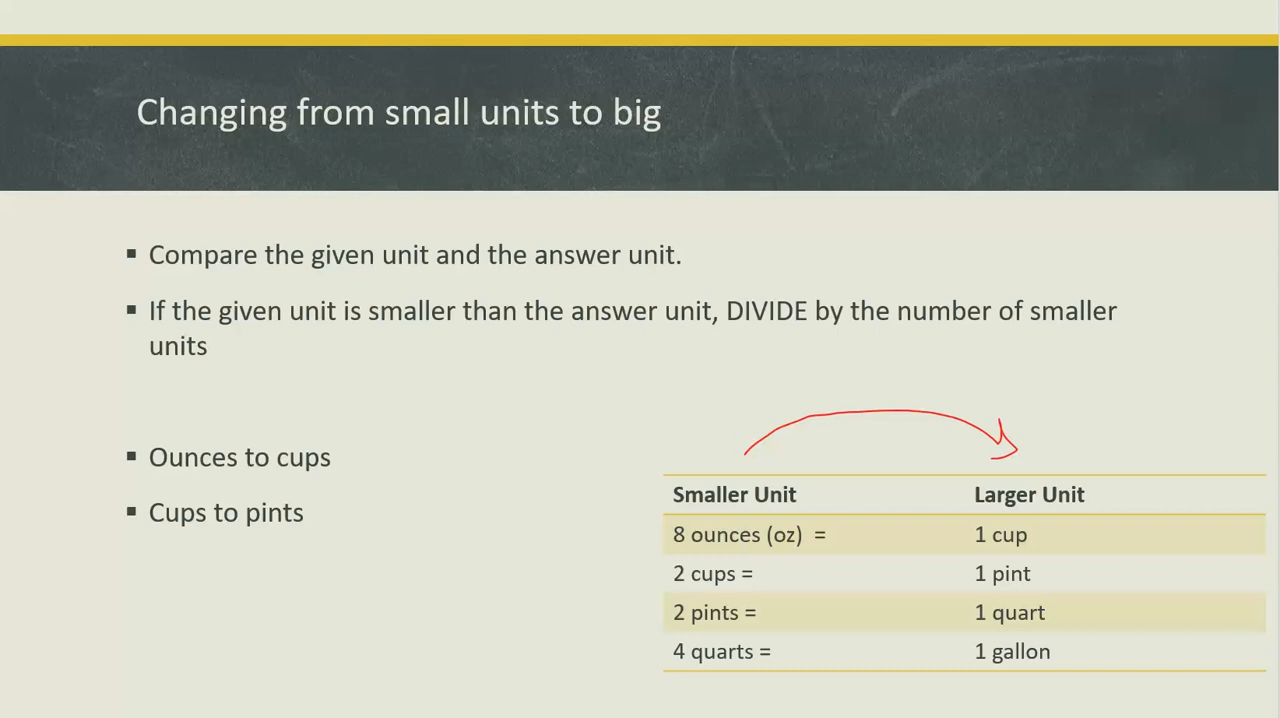 Changing from small units to big
▪ Compare the given unit and the answer unit.
▪ If the given unit is smaller than the answer unit, DIVIDE by the number of smaller
units
▪ Ounces to cups
▪ Cups to pints
Smaller Unit Larger Unit
8 ounces (oz) = 1 cup
2 cups = 1 pint
2 pints = 1 quart
4 quarts = 1 gallon